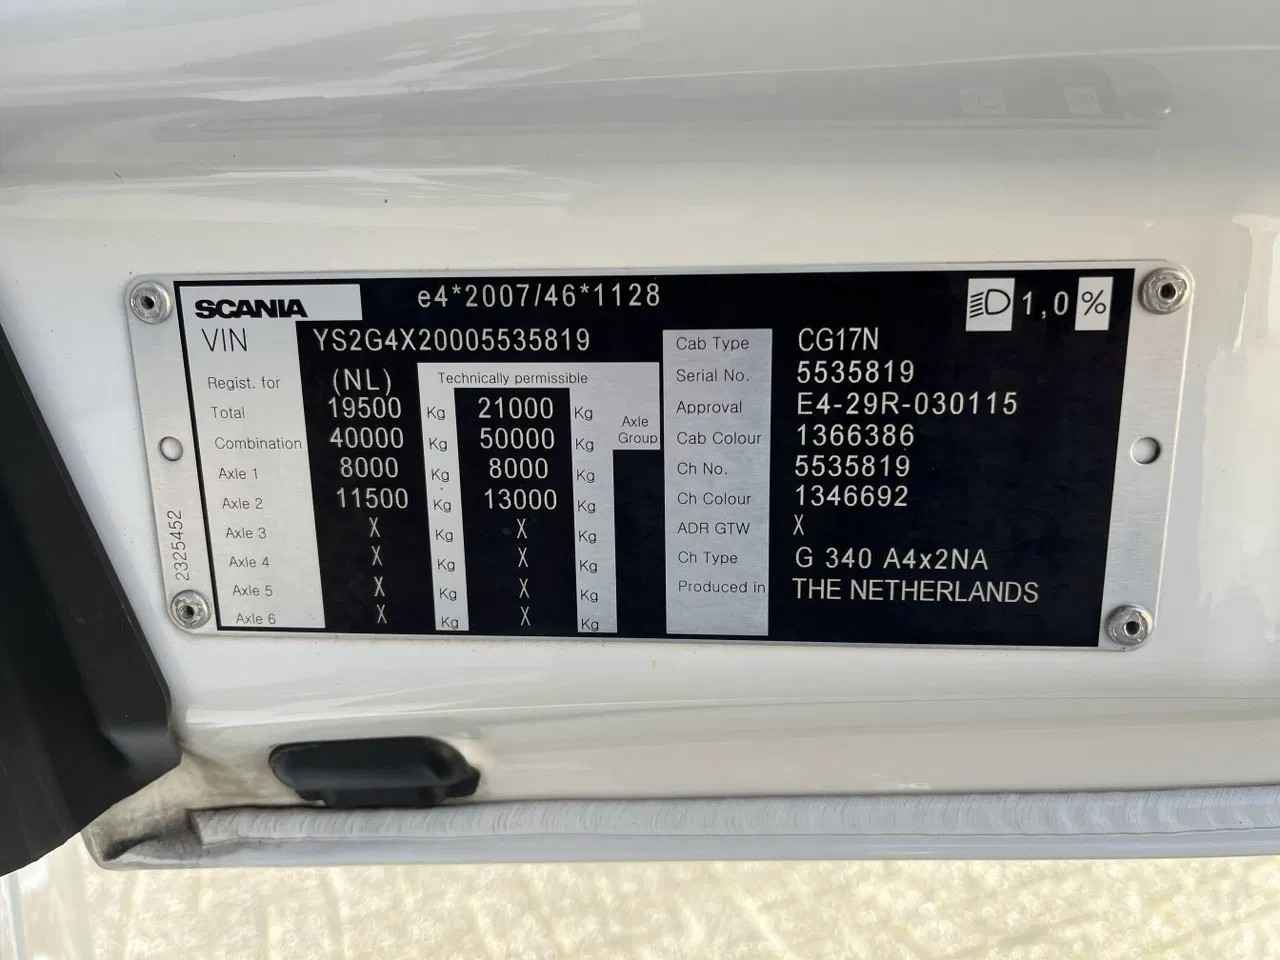 SCANIA e4*2007/46*1128 1,0%
VIN YS2G4X20005535819
Regist. for (NL) Technically permissible
Total 19500 Kg 21000 Kg Axle Group
Combination 40000 Kg 50000 Kg
Axle 1 8000 Kg 8000 Kg
Axle 2 11500 Kg 13000 Kg
Axle 3 X Kg X Kg
Axle 4 X Kg X Kg
Axle 5 X Kg X Kg
Axle 6 X Kg X Kg
Cab Type CG17N
Serial No. 5535819
Approval E4-29R-030115
Cab Colour 1366386
Ch No. 5535819
Ch Colour 1346692
ADR GTW X
Ch Type G 340 A4x2NA
Produced in THE NETHERLANDS
2325452